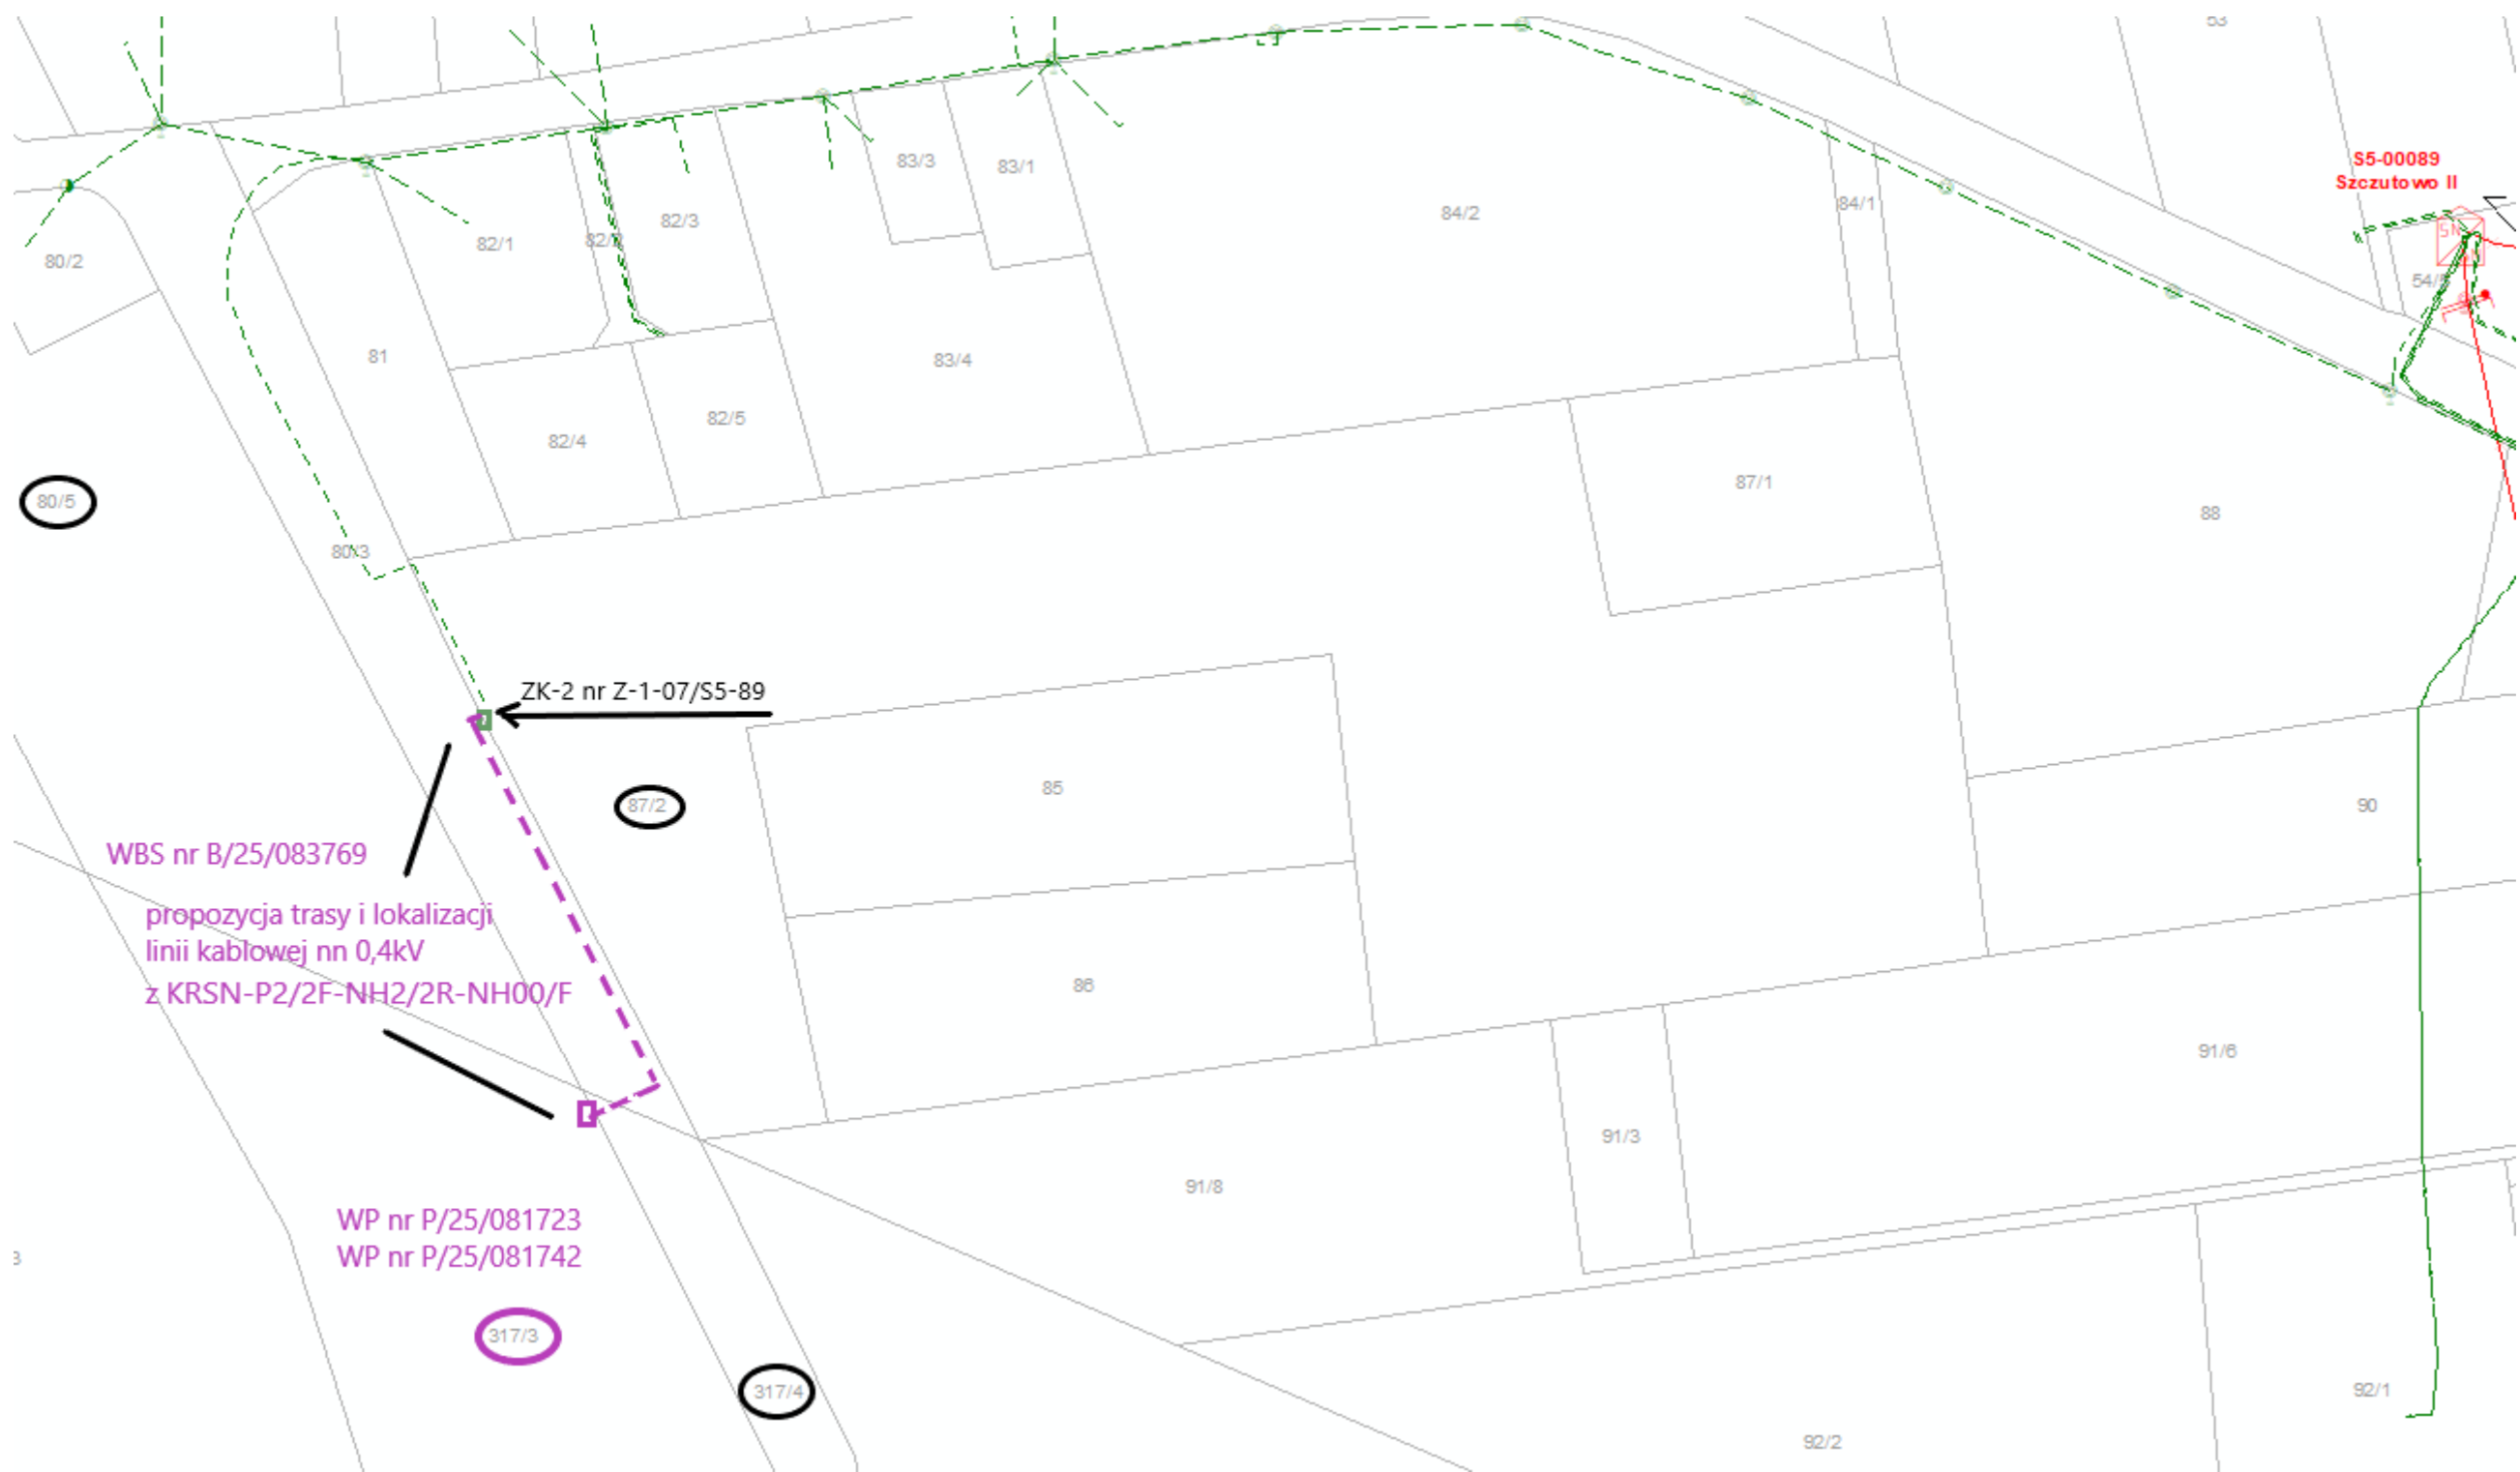 53
S5-00089
Szczutowo II
SN
83/3
83/1
84/1
84/2
82/3
82/1
82/2
80/2
81
83/4
82/5
82/4
87/1
88
80/5
80/3
ZK-2 nr Z-1-07/S5-89
85
87/2
90
WBS nr B/25/083769
propozycja trasy i lokalizacji
linii kablowej nn 0,4kV
z KRSN-P2/2F-NH2/2R-NH00/F
86
91/6
91/3
91/8
WP nr P/25/081723
WP nr P/25/081742
317/3
317/4
92/1
92/2